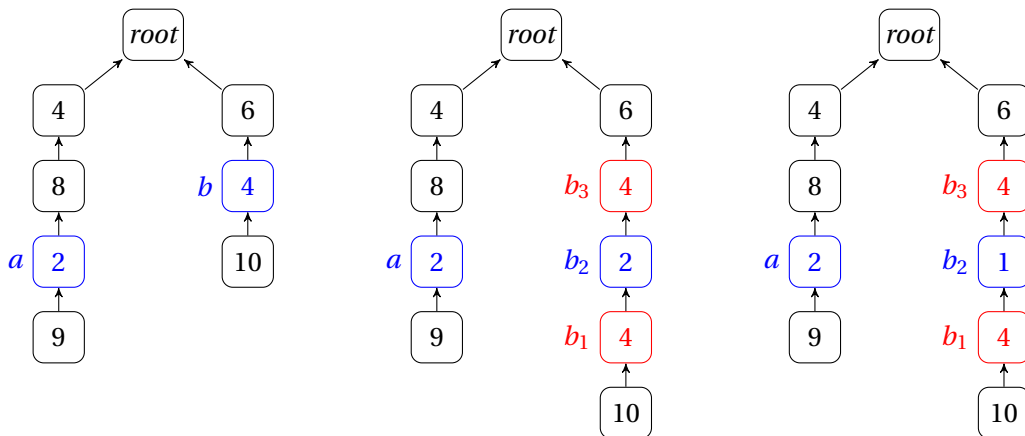 root root root
4 6 4 6 4 6
8 b 4 8 b₃ 4 8 b₃ 4
a 2 10 a 2 b₂ 2 a 2 b₂ 1
9 9 b₁ 4 9 b₁ 4
10 10